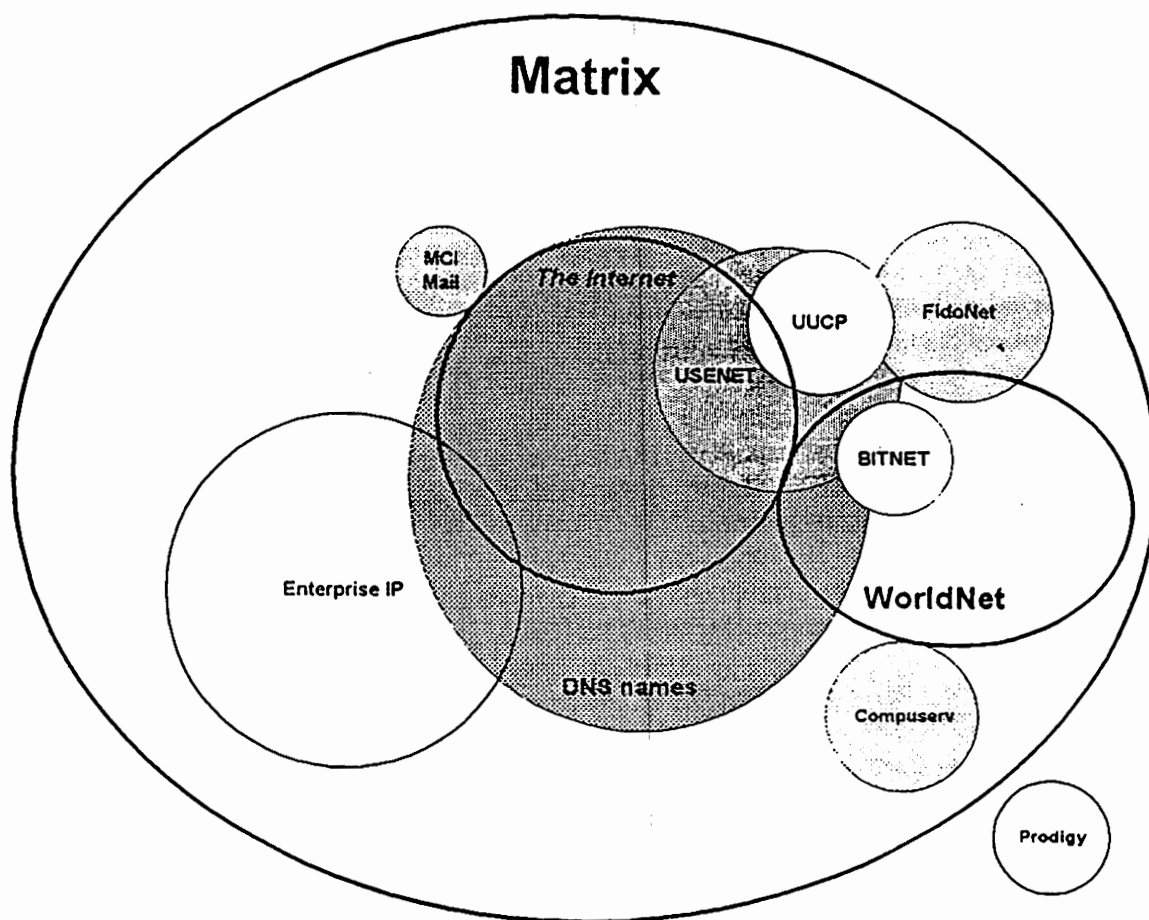 Matrix
MCI
Mail
The Internet
UUCP
FidoNet
USENET
BITNET
Enterprise IP
WorldNet
DNS names
Compuserv
Prodigy